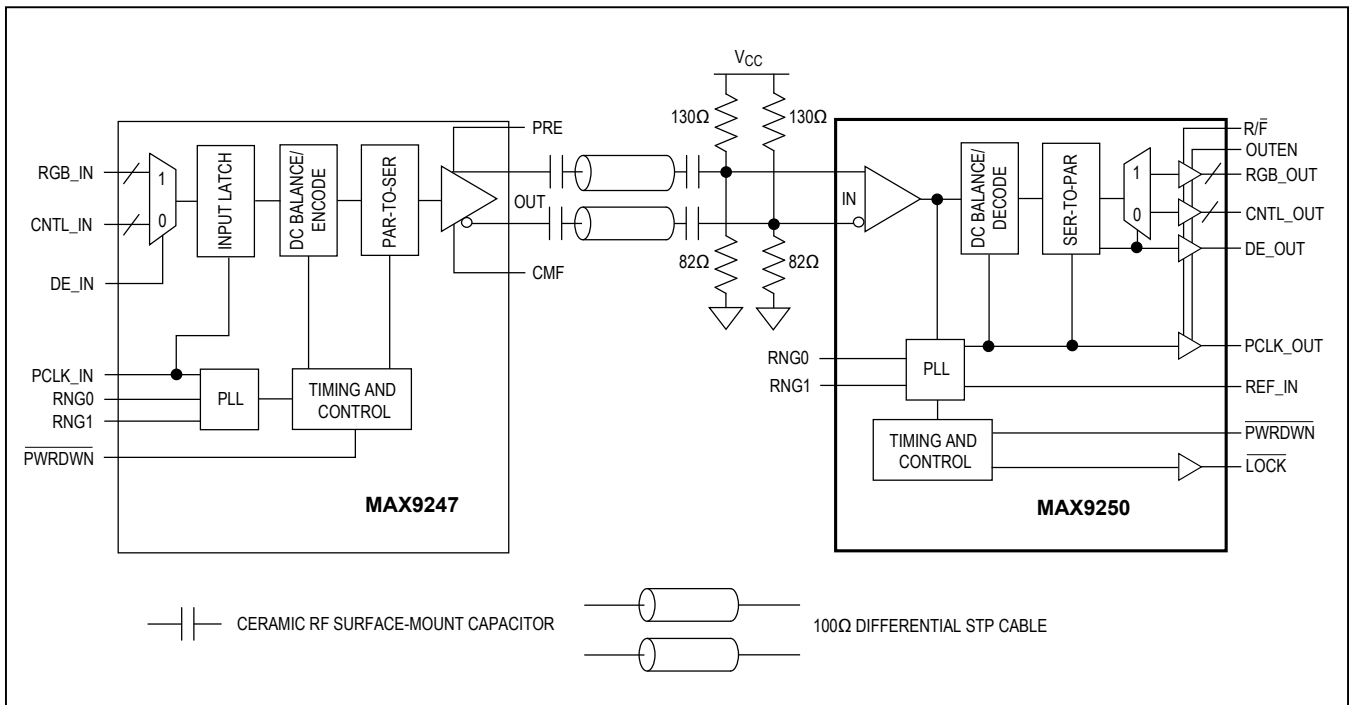 VCC
130Ω
130Ω
82Ω
82Ω
RGB_IN
CNTL_IN
DE_IN
PCLK_IN
RNG0
RNG1
PWRDWN
1
0
INPUT LATCH
DC BALANCE/
ENCODE
PAR-TO-SER
PRE
OUT
CMF
PLL
TIMING AND
CONTROL
MAX9247
IN
DC BALANCE/
DECODE
SER-TO-PAR
1
0
R/F
OUTEN
RGB_OUT
CNTL_OUT
DE_OUT
PCLK_OUT
RNG0
RNG1
PLL
REF_IN
TIMING AND
CONTROL
PWRDWN
LOCK
MAX9250
CERAMIC RF SURFACE-MOUNT CAPACITOR
100Ω DIFFERENTIAL STP CABLE